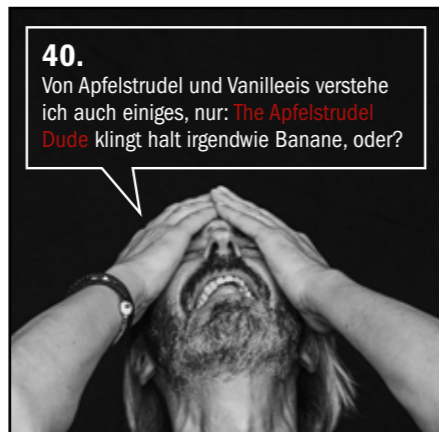 40.
Von Apfelstrudel und Vanilleeis verstehe
ich auch einiges, nur: The Apfelstrudel
Dude klingt halt irgendwie Banane, oder?